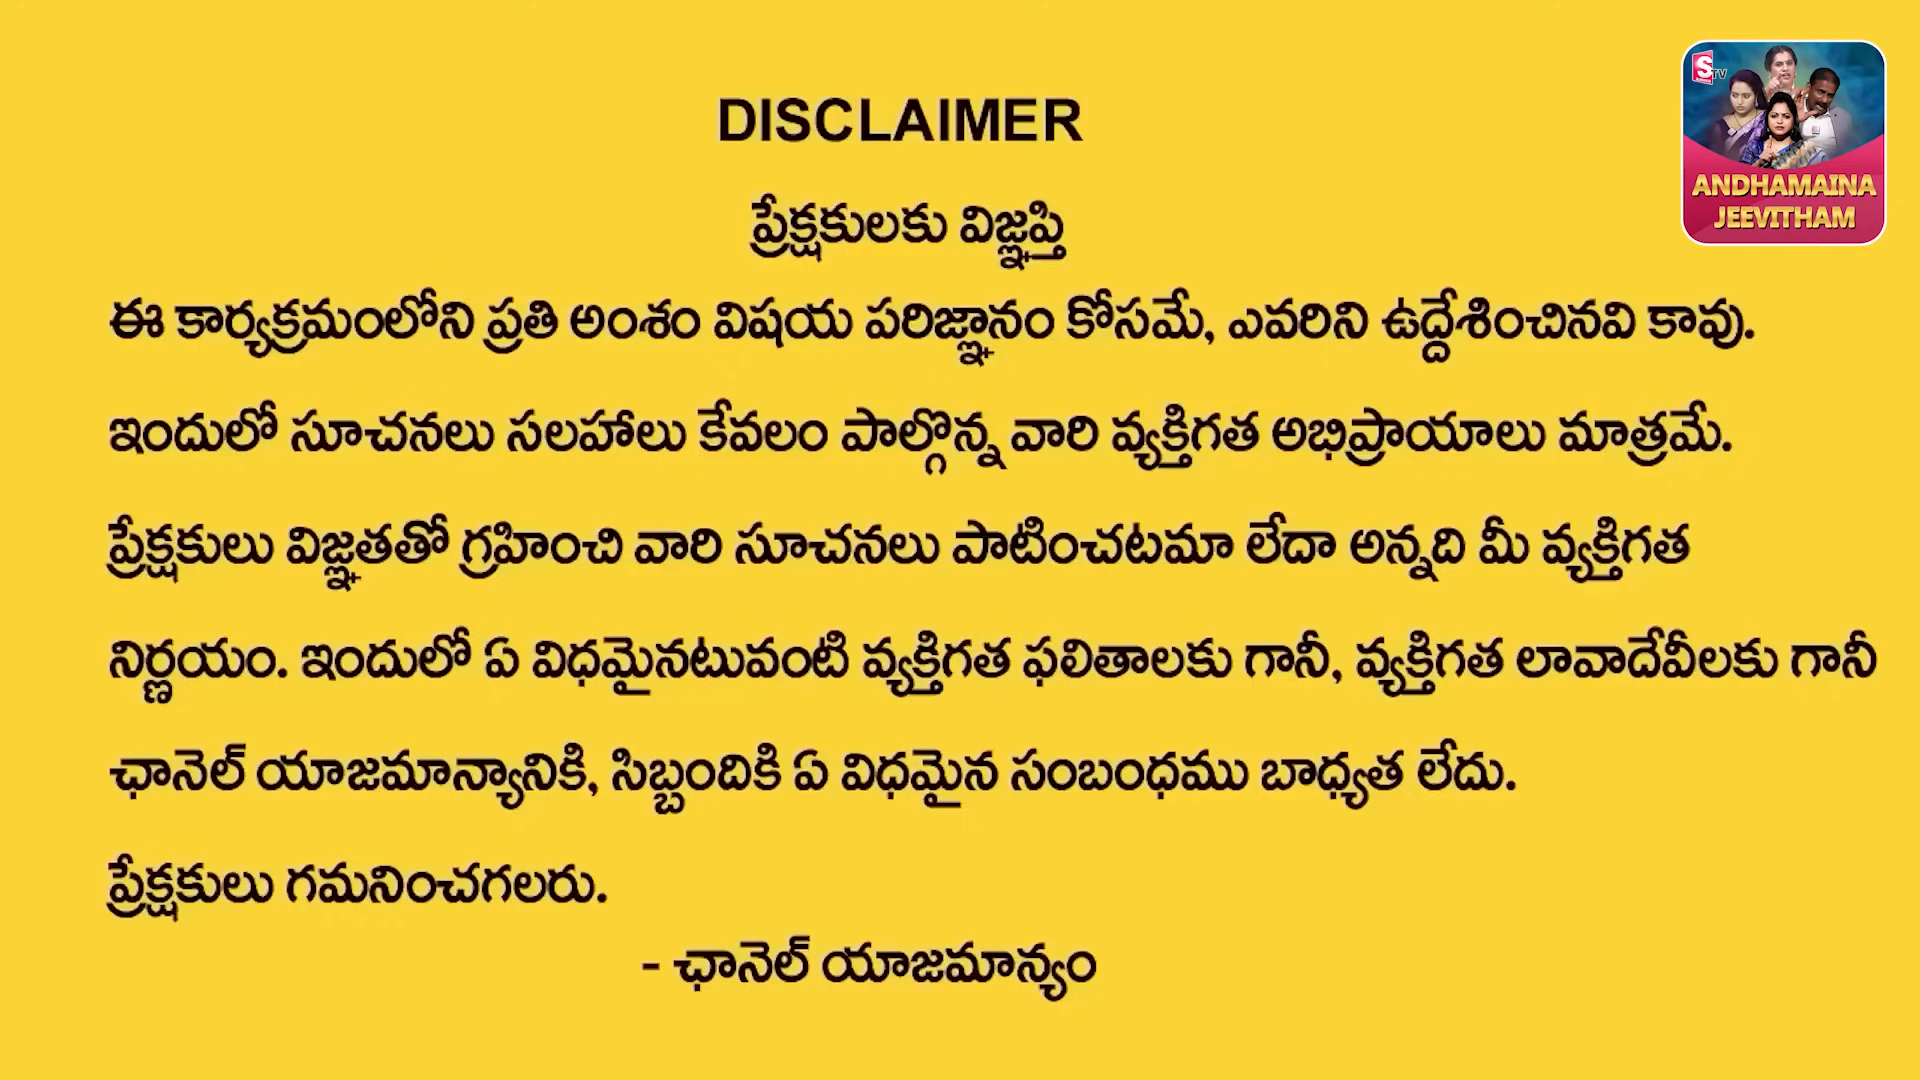 DISCLAIMER
ప్రేక్షకులకు విజ్ఞప్తి
ఈ కార్యక్రమంలోని ప్రతి అంశం విషయ పరిజ్ఞానం కోసమే, ఎవరిని ఉద్దేశించినవి కావు.
ఇందులో సూచనలు సలహాలు కేవలం పాల్గొన్న వారి వ్యక్తిగత అభిప్రాయాలు మాత్రమే.
ప్రేక్షకులు విజ్ఞతతో గ్రహించి వారి సూచనలు పాటించటమా లేదా అన్నది మీ వ్యక్తిగత
నిర్ణయం. ఇందులో ఏ విధమైనటువంటి వ్యక్తిగత ఫలితాలకు గానీ, వ్యక్తిగత లావాదేవీలకు గానీ
ఛానెల్ యాజమాన్యానికి, సిబ్బందికి ఏ విధమైన సంబంధము బాధ్యత లేదు.
ప్రేక్షకులు గమనించగలరు.
- ఛానెల్ యాజమాన్యం
S TV
ANDHAMAINA
JEEVITHAM